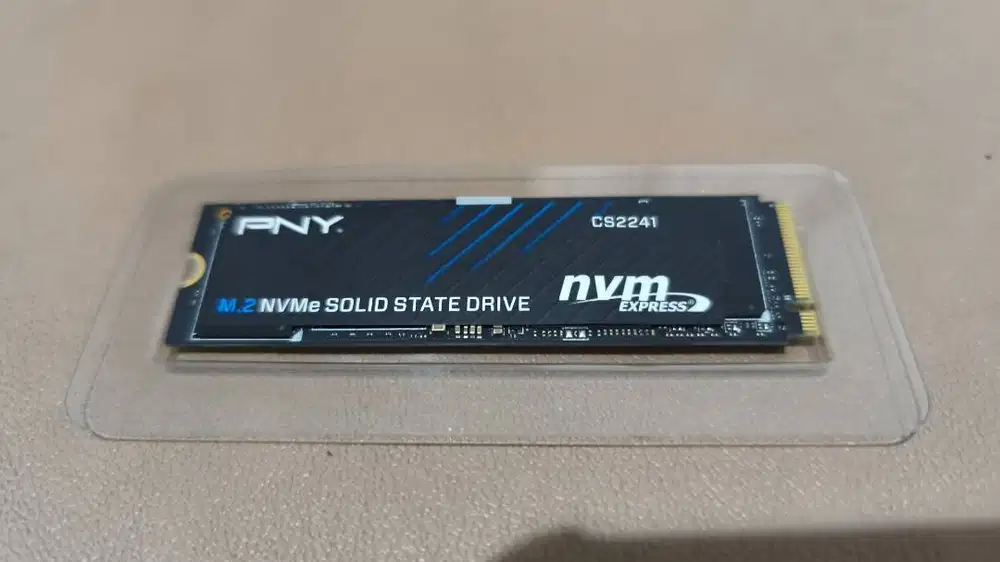 PNY
CS2241
nvm
EXPRESS®
M.2 NVMe SOLID STATE DRIVE